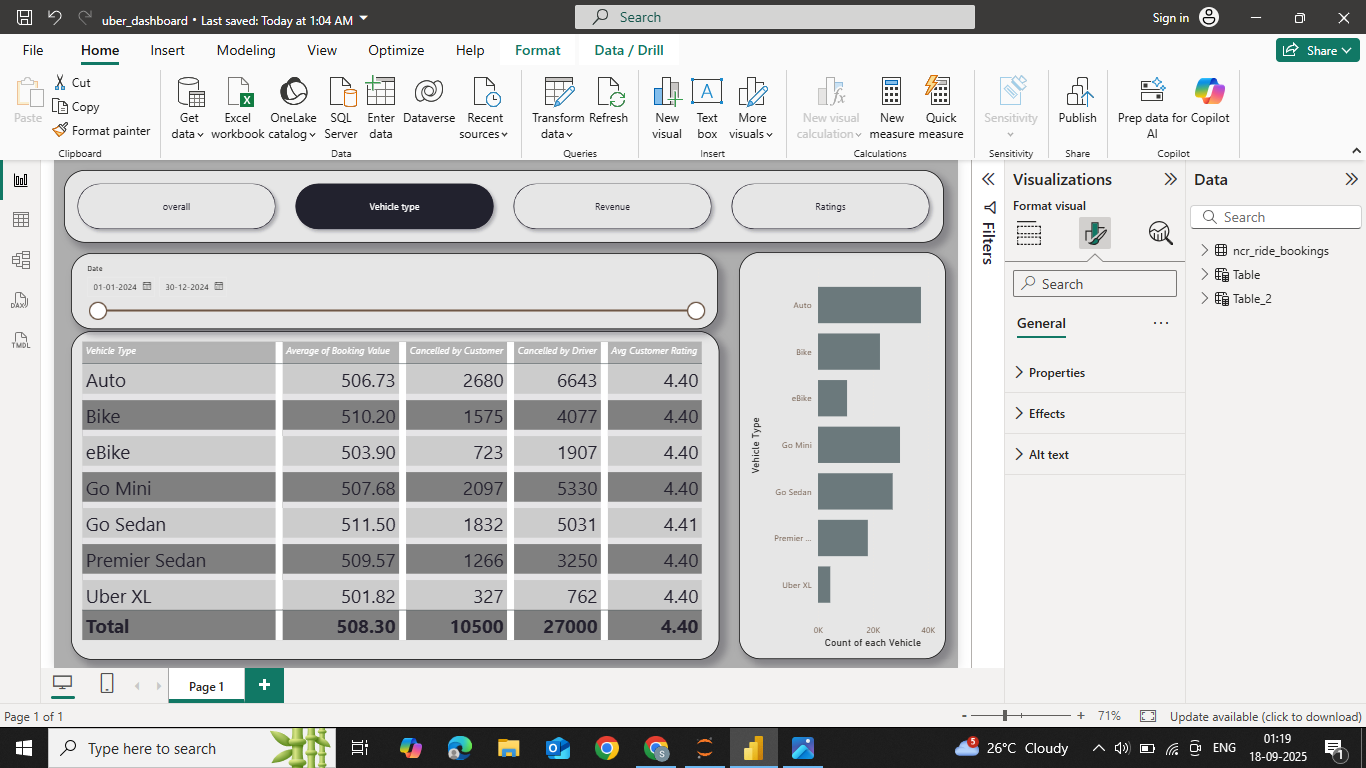 uber_dashboard • Last saved: Today at 1:04 AM
Search
Sign in
File Home Insert Modeling View Optimize Help Format Data / Drill
Share
Paste
Cut
Copy
Format painter
Clipboard
Get data
Excel workbook
OneLake catalog
SQL Server
Enter data
Dataverse
Recent sources
Data
Transform data
Refresh
Queries
New visual
Text box
More visuals
Insert
New visual calculation
New measure
Quick measure
Calculations
Sensitivity
Sensitivity
Publish
Share
Prep data for AI
Copilot
Copilot
DAX
TMDL
overall
Vehicle type
Revenue
Ratings
Date
01-01-2024 30-12-2024
Vehicle Type Average of Booking Value Cancelled by Customer Cancelled by Driver Avg Customer Rating
Auto 506.73 2680 6643 4.40
Bike 510.20 1575 4077 4.40
eBike 503.90 723 1907 4.40
Go Mini 507.68 2097 5330 4.40
Go Sedan 511.50 1832 5031 4.41
Premier Sedan 509.57 1266 3250 4.40
Uber XL 501.82 327 762 4.40
Total 508.30 10500 27000 4.40
Vehicle Type
Auto
Bike
eBike
Go Mini
Go Sedan
Premier ...
Uber XL
0K 20K 40K
Count of each Vehicle
Filters
Visualizations
Format visual
Search
General
Properties
Effects
Alt text
Data
Search
ncr_ride_bookings
Table
Table_2
Page 1
Page 1 of 1
71%
Update available (click to download)
Type here to search
5
26°C Cloudy
ENG
01:19
18-09-2025
1